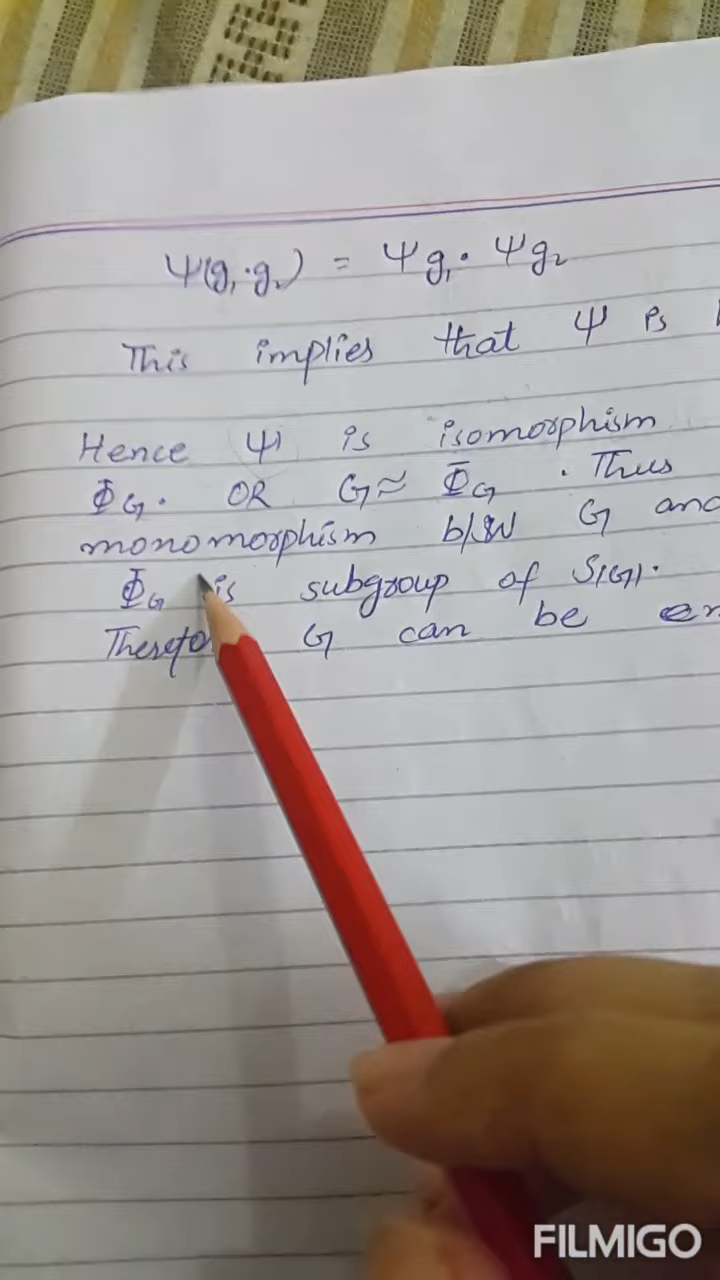 Ψ(g₁·g₂) = Ψg₁· Ψg₂
This implies that Ψ is
Hence Ψ is isomorphism
Φ_G. OR G ≈ Φ_G . Thus
monomorphism b/w G and
Φ_G is subgroup of S(G).
G can be
FILMIGO